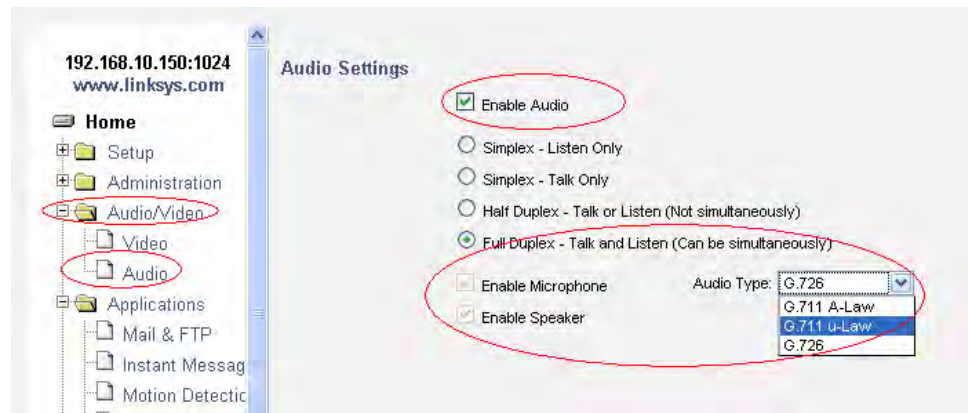 192.168.10.150:1024
www.linksys.com
Home
Setup
Administration
Audio/Video
Video
Audio
Applications
Mail & FTP
Instant Messag
Motion Detectic
Audio Settings
Enable Audio
Simplex - Listen Only
Simplex - Talk Only
Half Duplex - Talk or Listen (Not simultaneously)
Full Duplex - Talk and Listen (Can be simultaneously)
Enable Microphone
Audio Type: G.726
G.711 A-Law
G.711 u-Law
G.726
Enable Speaker